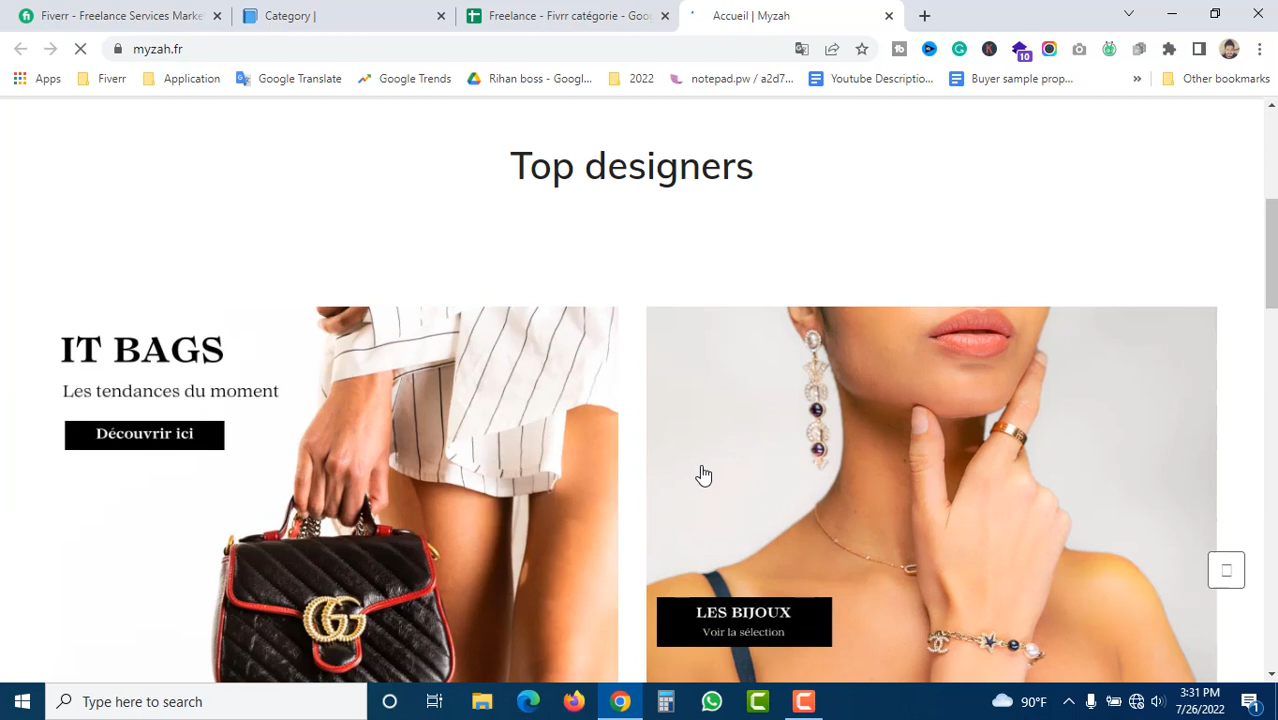 Fiverr - Freelance Services Marke
Category |
Freelance - Fivrr catégorie - Goo
Accueil | Myzah
myzah.fr
10
Apps
Fiverr
Application
Google Translate
Google Trends
Rihan boss - Googl...
2022
notepad.pw / a2d7...
Youtube Descriptio...
Buyer sample prop...
»
Other bookmarks
Top designers
IT BAGS
Les tendances du moment
Découvrir ici
LES BIJOUX
Voir la sélection
Type here to search
90°F
3:31 PM
7/26/2022
1